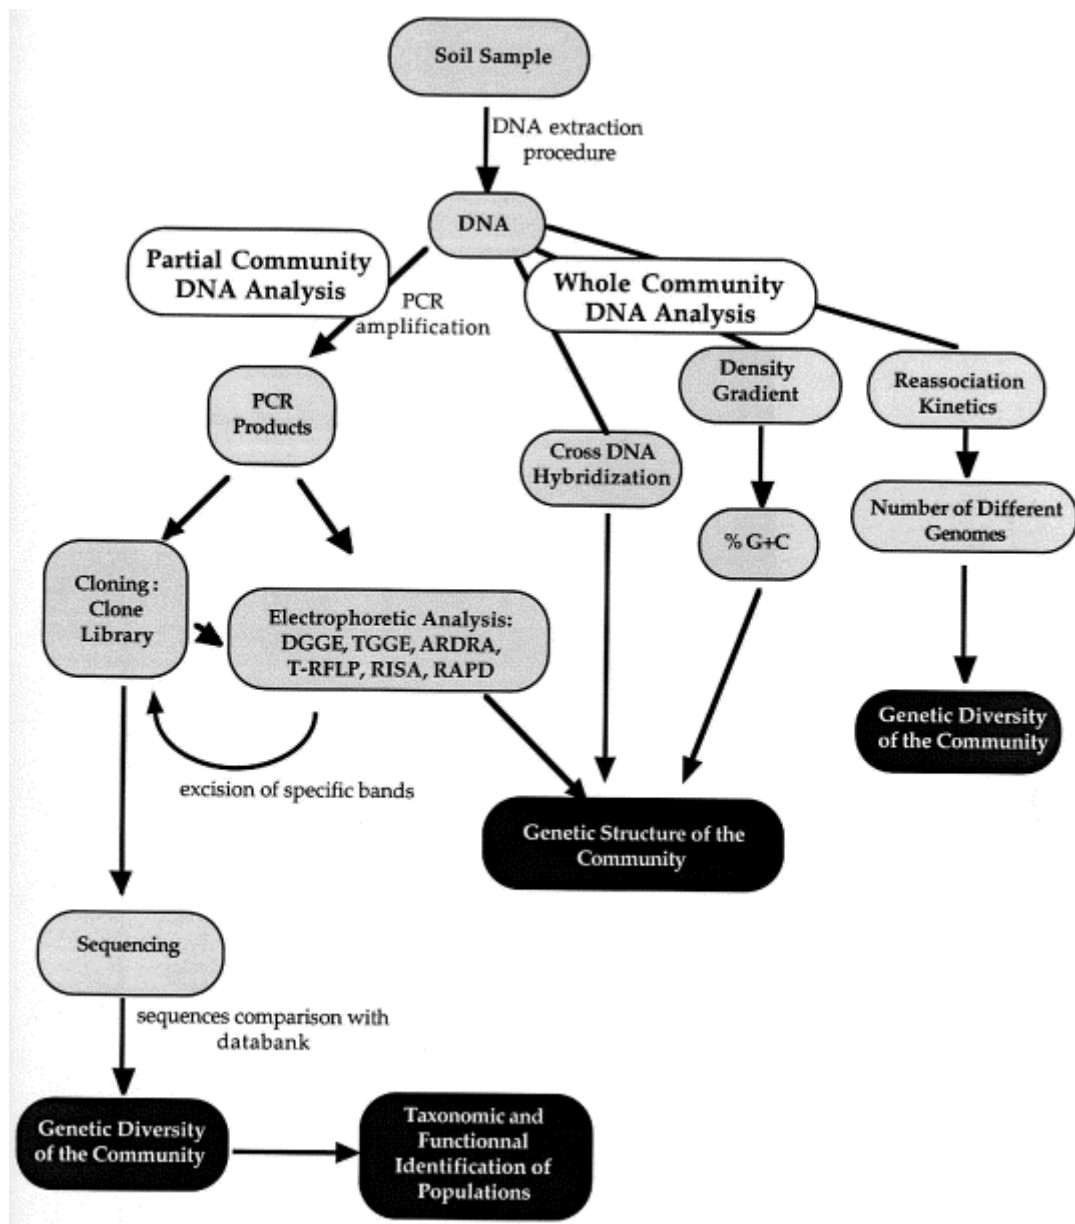 Soil Sample
DNA extraction
procedure
DNA
Partial Community
DNA Analysis
Whole Community
DNA Analysis
PCR
amplification
PCR
Products
Density
Gradient
Reassociation
Kinetics
Cross DNA
Hybridization
Number of Different
Genomes
% G+C
Cloning :
Clone
Library
Electrophoretic Analysis:
DGGE, TGGE, ARDRA,
T-RFLP, RISA, RAPD
Genetic Diversity
of the Community
excision of specific bands
Genetic Structure of the
Community
Sequencing
sequences comparison with
databank
Genetic Diversity
of the Community
Taxonomic and
Functionnal
Identification of
Populations